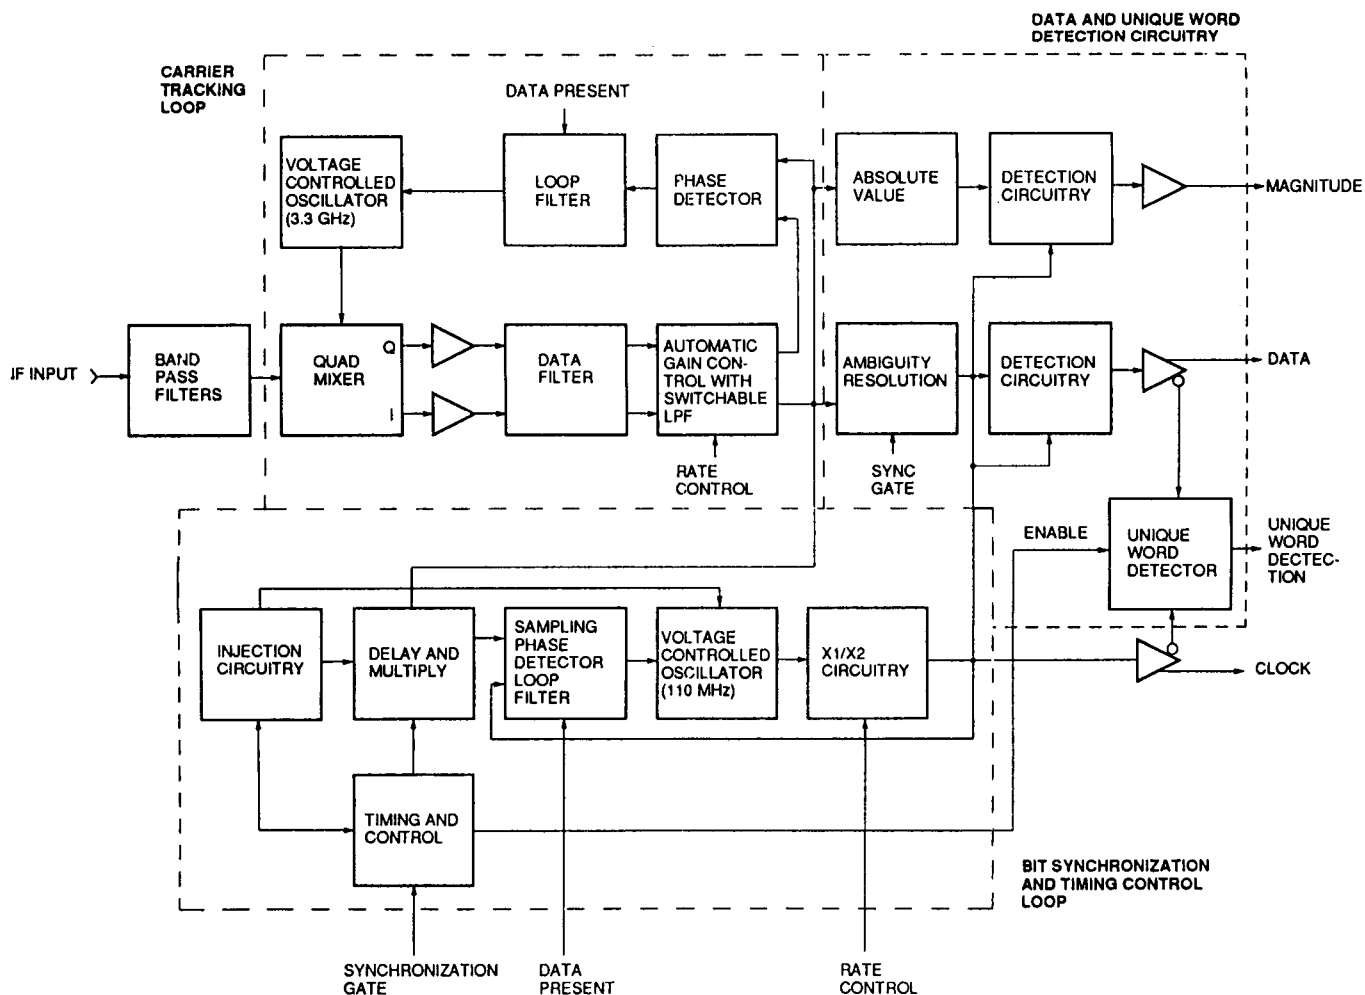 DATA AND UNIQUE WORD
DETECTION CIRCUITRY
CARRIER
TRACKING
LOOP
DATA PRESENT
VOLTAGE
CONTROLLED
OSCILLATOR
(3.3 GHz)
LOOP
FILTER
PHASE
DETECTOR
ABSOLUTE
VALUE
DETECTION
CIRCUITRY
MAGNITUDE
IF INPUT
BAND
PASS
FILTERS
QUAD
MIXER
Q
I
DATA
FILTER
AUTOMATIC
GAIN CON-
TROL WITH
SWITCHABLE
LPF
AMBIGUITY
RESOLUTION
DETECTION
CIRCUITRY
DATA
RATE
CONTROL
SYNC
GATE
ENABLE
UNIQUE
WORD
DETECTOR
UNIQUE
WORD
DECTEC-
TION
INJECTION
CIRCUITRY
DELAY AND
MULTIPLY
SAMPLING
PHASE
DETECTOR
LOOP
FILTER
VOLTAGE
CONTROLLED
OSCILLATOR
(110 MHz)
X1/X2
CIRCUITRY
CLOCK
TIMING AND
CONTROL
BIT SYNCHRONIZATION
AND TIMING CONTROL
LOOP
SYNCHRONIZATION
GATE
DATA
PRESENT
RATE
CONTROL